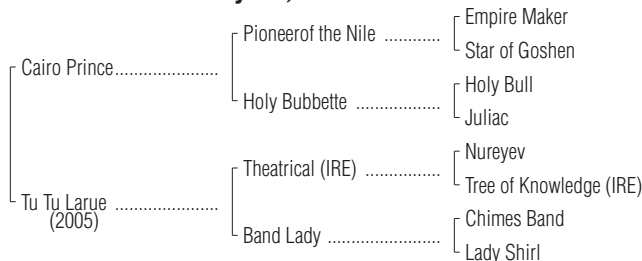 Empire Maker
Pioneerof the Nile ............
Star of Goshen
Cairo Prince......................
Holy Bull
Holy Bubbette ..................
Juliac
Nureyev
Theatrical (IRE) ................
Tree of Knowledge (IRE)
Tu Tu Larue ......................
(2005)
Chimes Band
Band Lady ........................
Lady Shirl